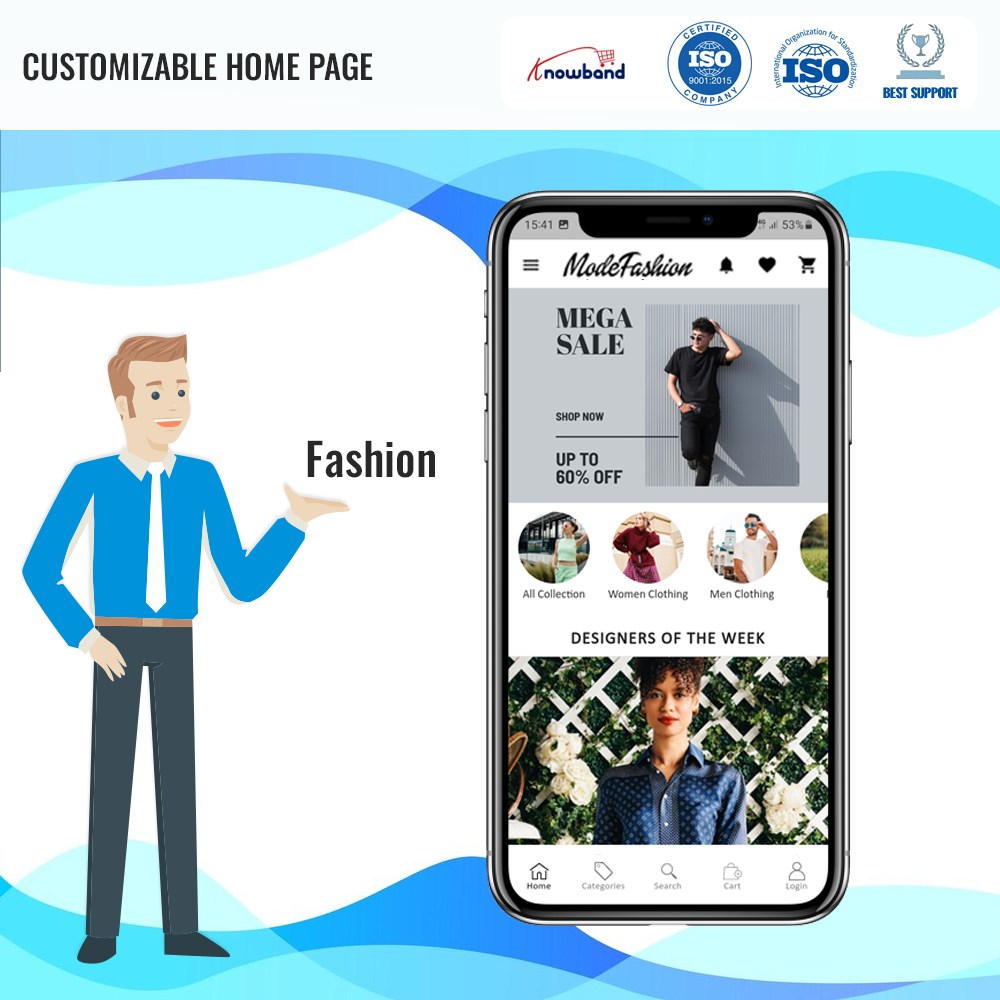 CUSTOMIZABLE HOME PAGE
Knowband
CERTIFIED
ISO
9001:2015
COMPANY
International Organization for Standardization
ISO
BEST SUPPORT
Fashion
15:41
4G
53%
ModeFashion
MEGA
SALE
SHOP NOW
UP TO
60% OFF
All Collection
Women Clothing
Men Clothing
DESIGNERS OF THE WEEK
Home
Categories
Search
Cart
Login